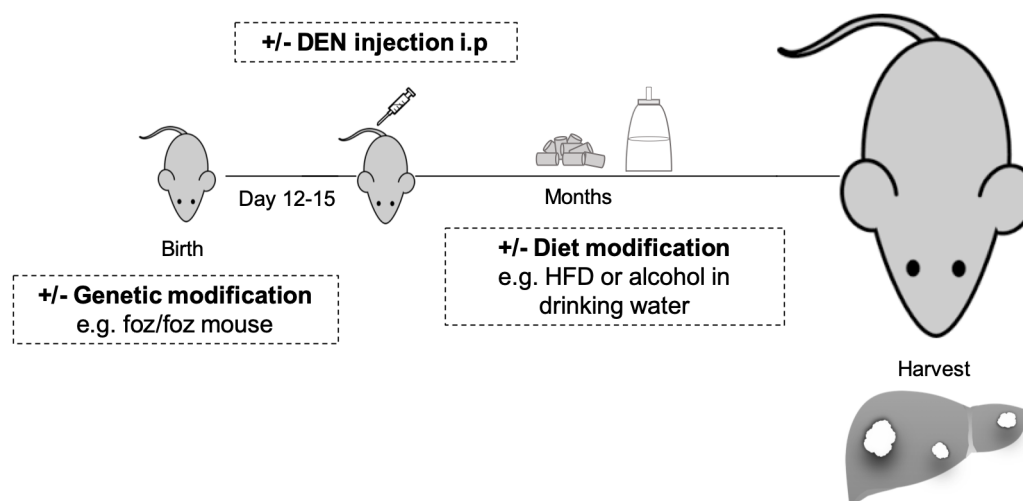 +/- DEN injection i.p
Day 12-15
Months
Birth
+/- Genetic modification
e.g. foz/foz mouse
+/- Diet modification
e.g. HFD or alcohol in
drinking water
Harvest